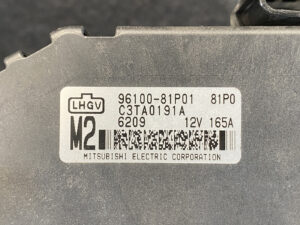 LHGV 96100-81P01 81P0
C3TA0191A
M2 6209 12V 165A
MITSUBISHI ELECTRIC CORPORATION